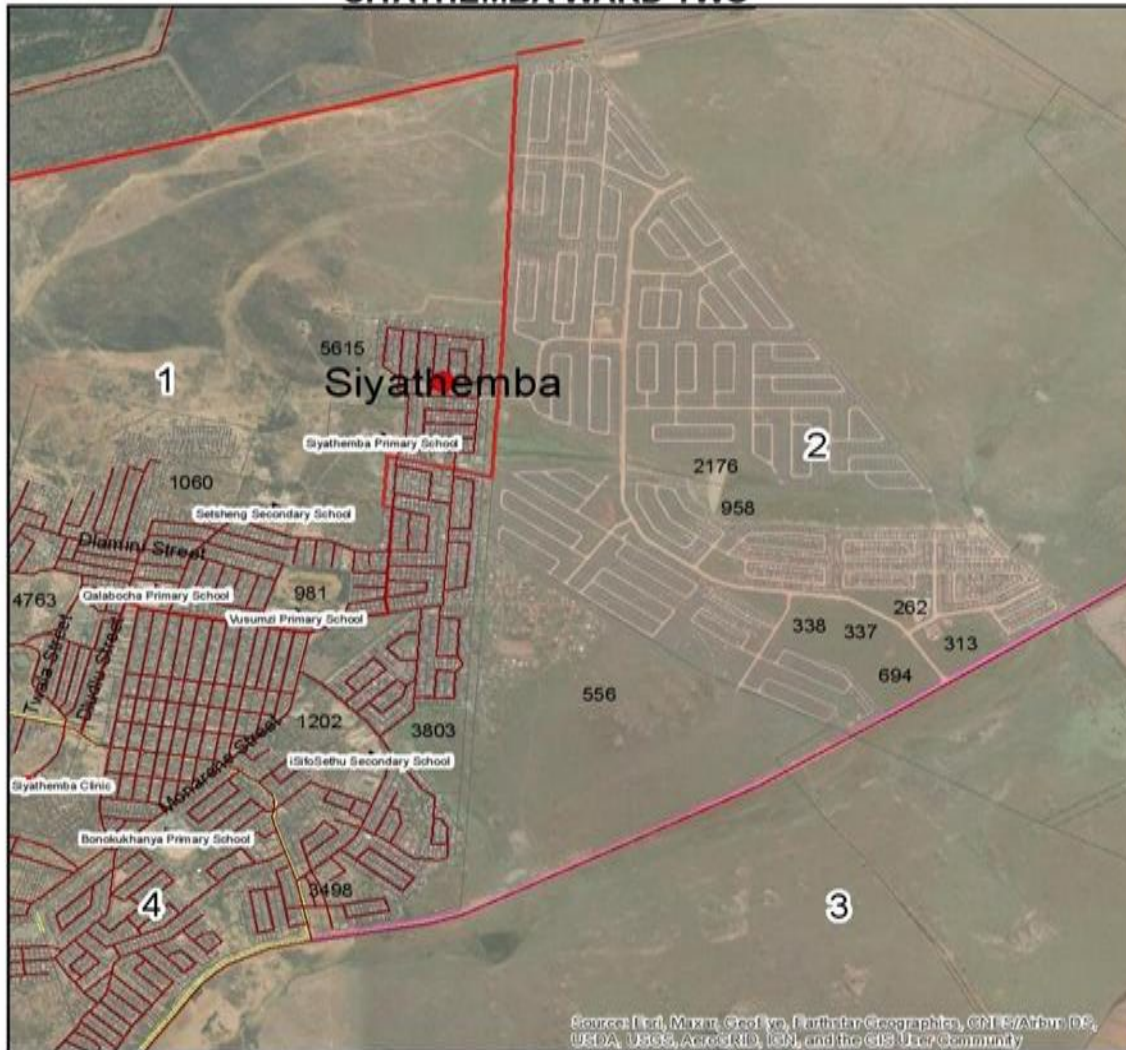 SIYATHEMBA WARD TWO
5615
1
Siyathemba
Siyathemba Primary School
2
2176
1060
958
Setsheng Secondary School
Dlamini Street
981
4763
Qalabocha Primary School
262
Vusumzi Primary School
338
337
313
Twala Street
Dludlu Street
694
556
1202
3803
iSifoSethu Secondary School
Siyathemba Clinic
Monarene Street
Bonokukhanya Primary School
3498
4
3
Source: Esri, Maxar, GeoEye, Earthstar Geographics, CNES/Airbus DS,
USDA, USGS, AeroGRID, IGN, and the GIS User Community